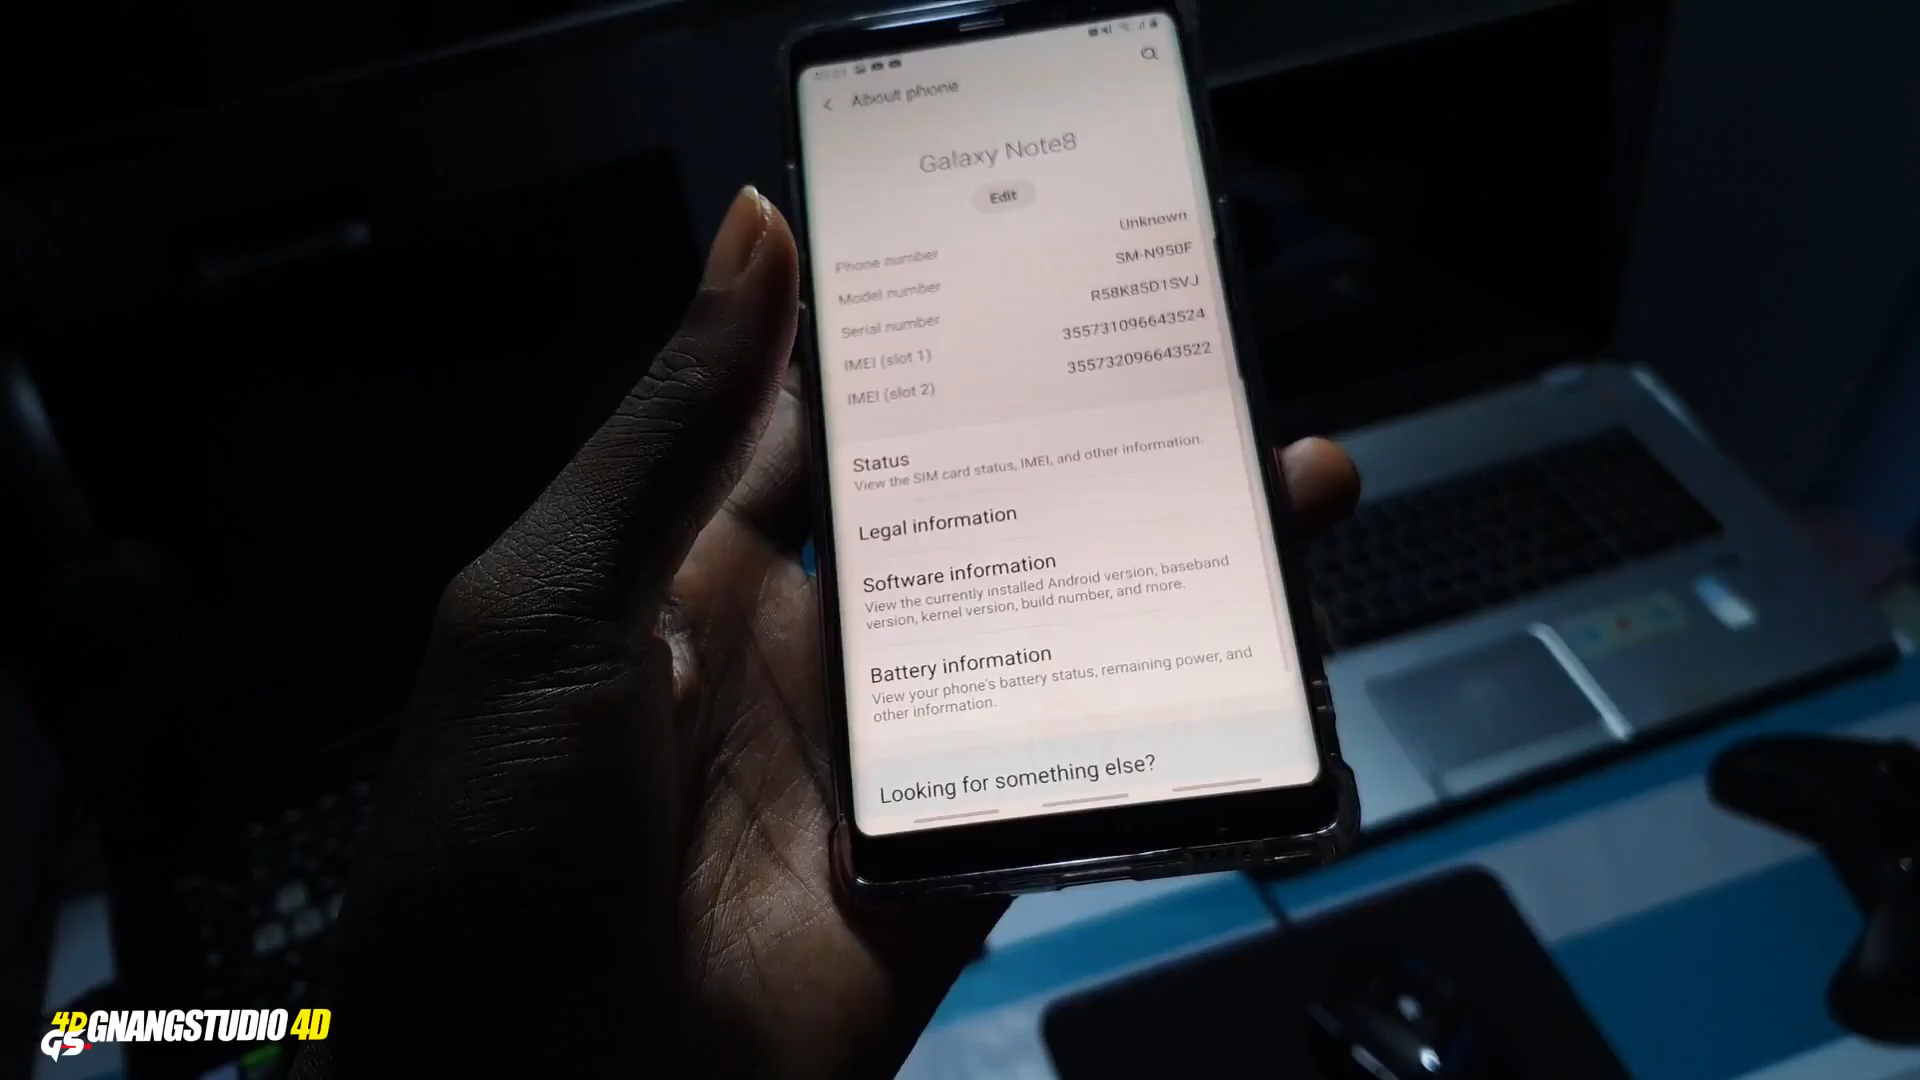 About phone
Galaxy Note8
Edit
Phone number Unknown
Model number SM-N950F
Serial number R58K85D1SVJ
IMEI (slot 1) 355731096643524
IMEI (slot 2) 355732096643522
Status
View the SIM card status, IMEI, and other information.
Legal information
Software information
View the currently installed Android version, baseband
version, kernel version, build number, and more.
Battery information
View your phone's battery status, remaining power, and
other information.
Looking for something else?
4D
GS
GNANGSTUDIO 4D